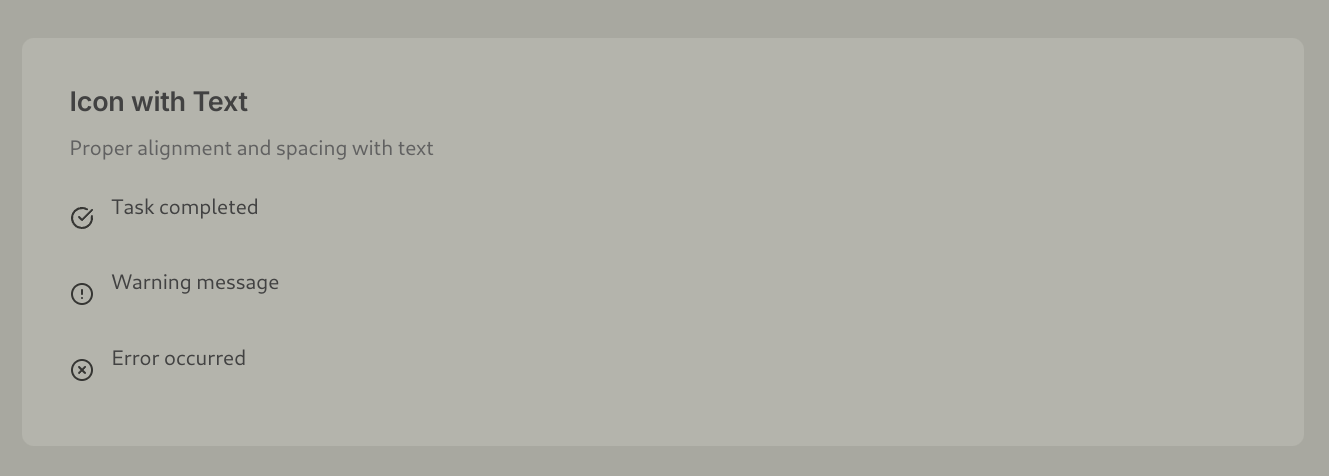 Icon with Text
Proper alignment and spacing with text
Task completed
Warning message
Error occurred